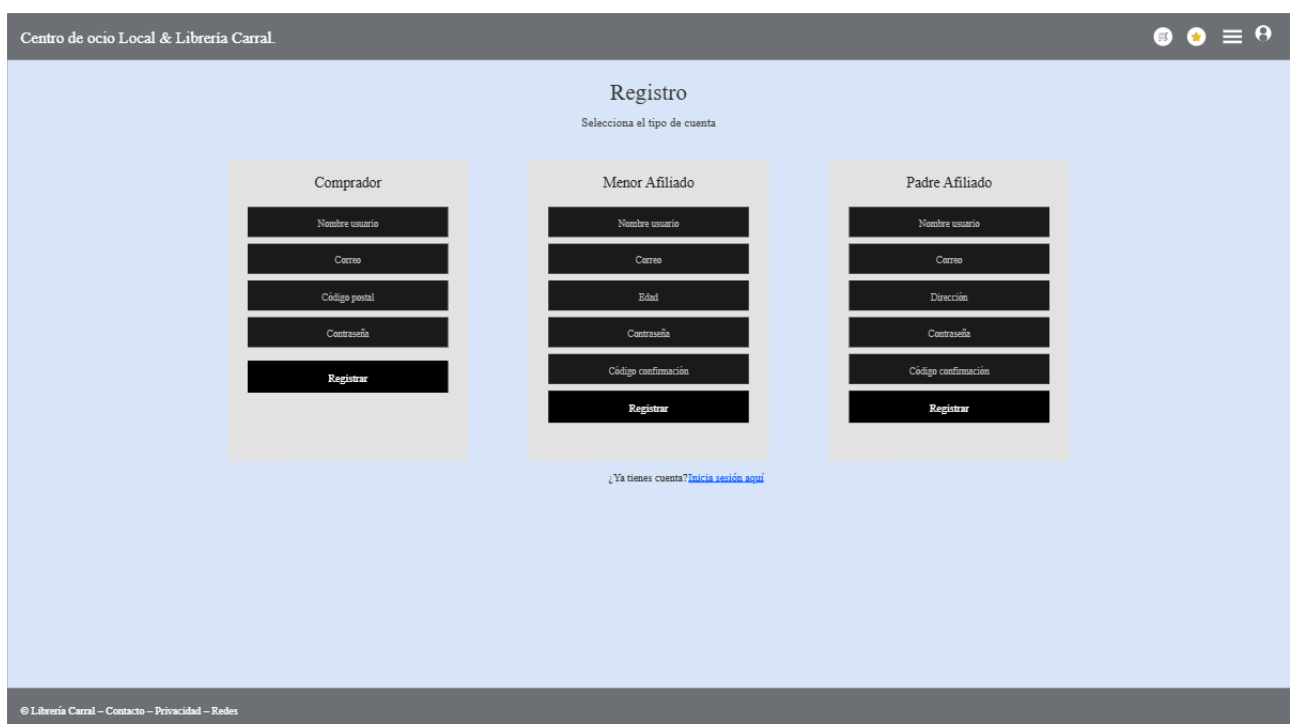 Centro de ocio Local & Librería Carral.
Registro
Selecciona el tipo de cuenta
Comprador
Nombre usuario
Correo
Código postal
Contraseña
Registrar
Menor Afiliado
Nombre usuario
Correo
Edad
Contraseña
Código confirmación
Registrar
Padre Afiliado
Nombre usuario
Correo
Dirección
Contraseña
Código confirmación
Registrar
¿Ya tienes cuenta?Inicia sesión aquí
© Librería Carral – Contacto – Privacidad – Redes